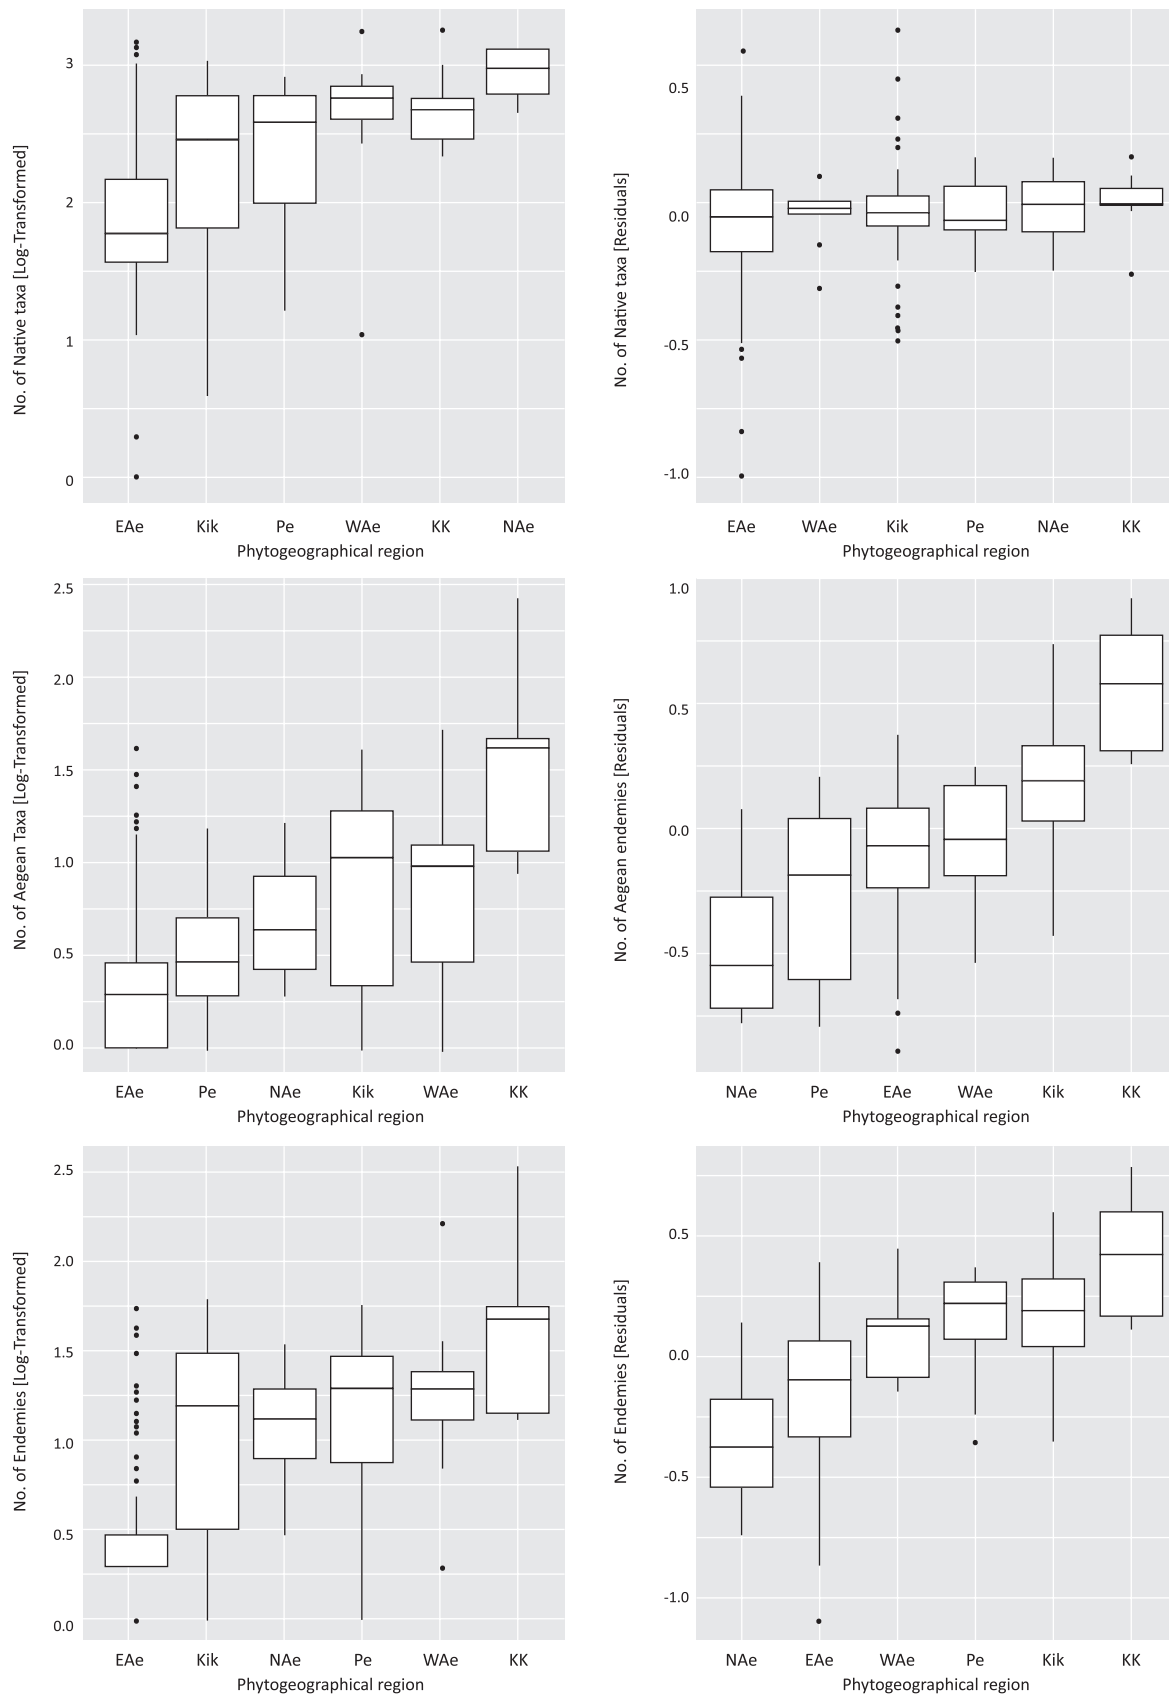 No. of Native taxa [Log-Transformed]
3
2
1
0
EAe Kik Pe WAe KK NAe
Phytogeographical region
No. of Native taxa [Residuals]
0.5
0.0
-0.5
-1.0
EAe WAe Kik Pe NAe KK
Phytogeographical region
No. of Aegean Taxa [Log-Transformed]
2.5
2.0
1.5
1.0
0.5
0.0
EAe Pe NAe Kik WAe KK
Phytogeographical region
No. of Aegean endemies [Residuals]
1.0
0.5
0.0
-0.5
NAe Pe EAe WAe Kik KK
Phytogeographical region
No. of Endemies [Log-Transformed]
2.5
2.0
1.5
1.0
0.5
0.0
EAe Kik NAe Pe WAe KK
Phytogeographical region
No. of Endemies [Residuals]
0.5
0.0
-0.5
-1.0
NAe EAe WAe Pe Kik KK
Phytogeographical region